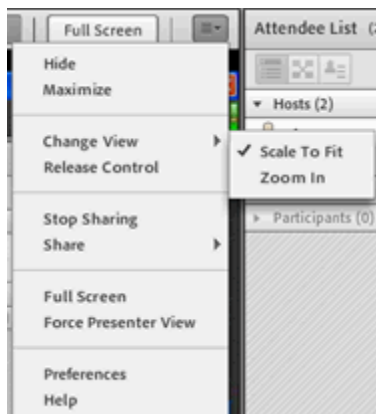 Full Screen
Attendee List
Hide
Maximize
Hosts (2)
Change View
Scale To Fit
Release Control
Zoom In
Stop Sharing
Participants (0)
Share
Full Screen
Force Presenter View
Preferences
Help